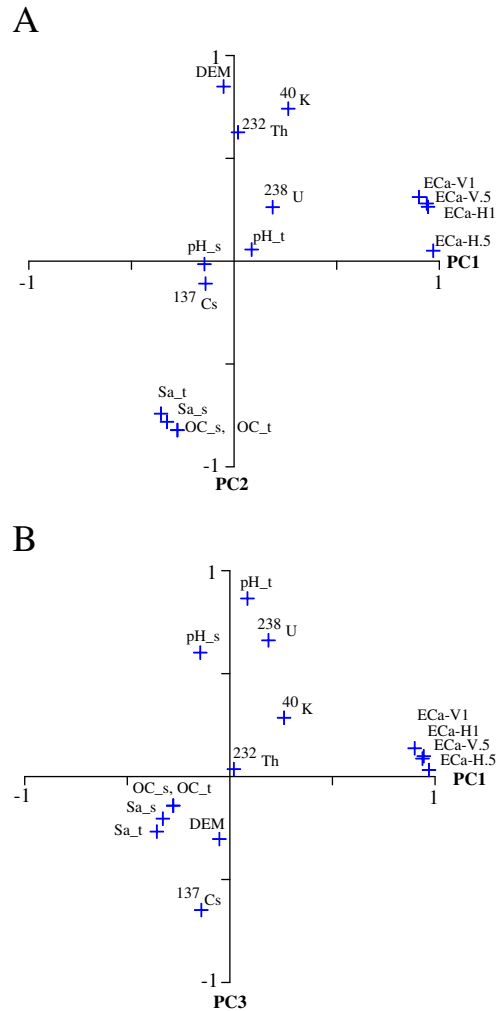 A
1
DEM
40 K
232 Th
238 U
ECa-V1
ECa-V.5
ECa-H1
pH_s
pH_t
ECa-H.5
-1
1
PC1
137 Cs
Sa_t
Sa_s
OC_s, OC_t
-1
PC2
B
1
pH_t
238 U
pH_s
40 K
ECa-V1
ECa-H1
ECa-V.5
232 Th
ECa-H.5
-1
1
PC1
OC_s, OC_t
Sa_s
Sa_t
DEM
137 Cs
-1
PC3